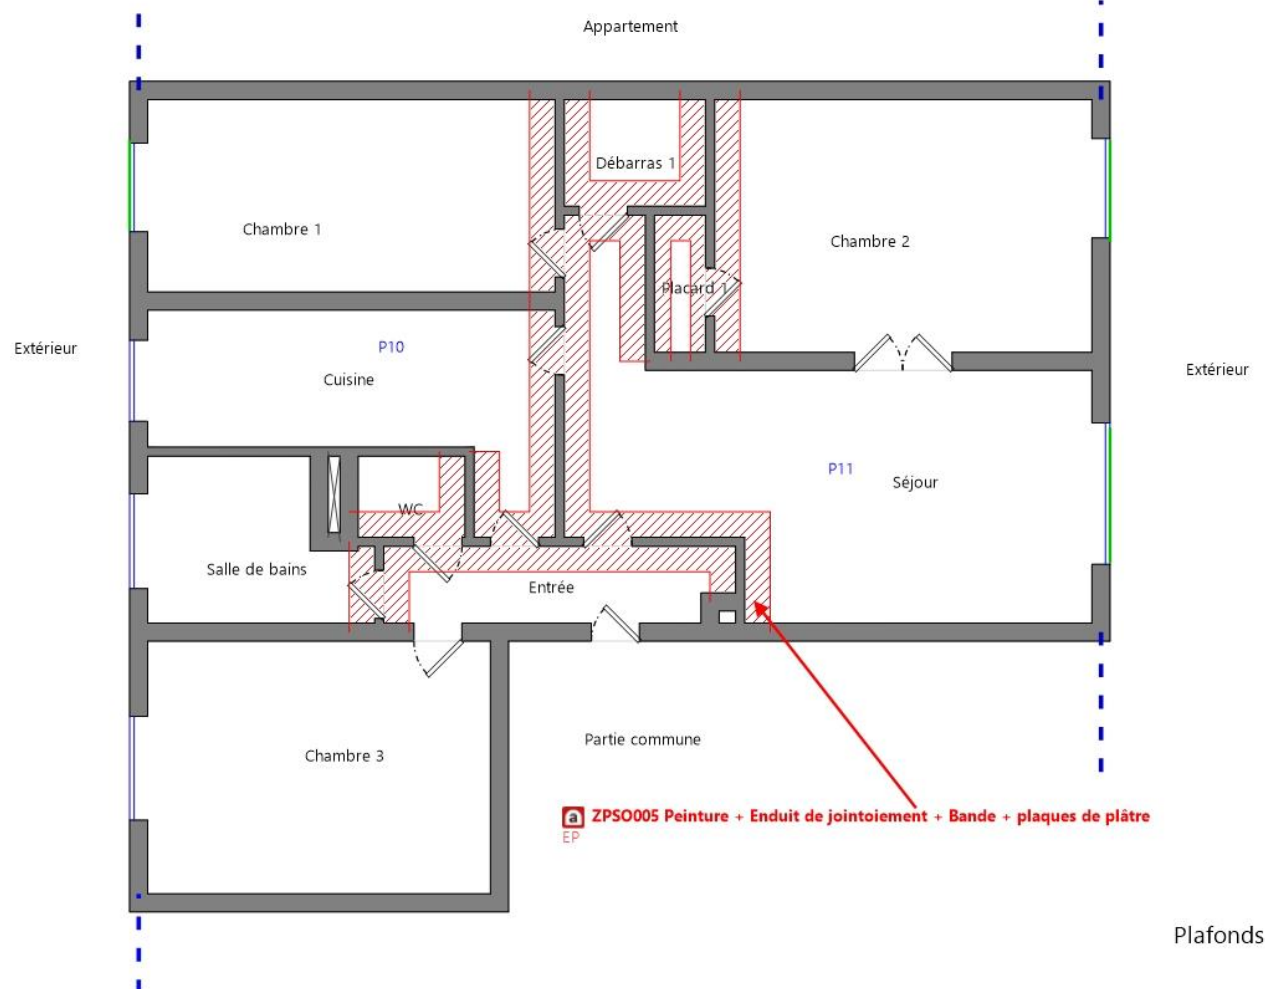 Appartement
Débarras 1
Chambre 1
Chambre 2
Placard 1
Extérieur
P10
Extérieur
Cuisine
P11
Séjour
WC
Salle de bains
Entrée
Partie commune
Chambre 3
a ZPSO005 Peinture + Enduit de jointoiement + Bande + plaques de plâtre
EP
Plafonds